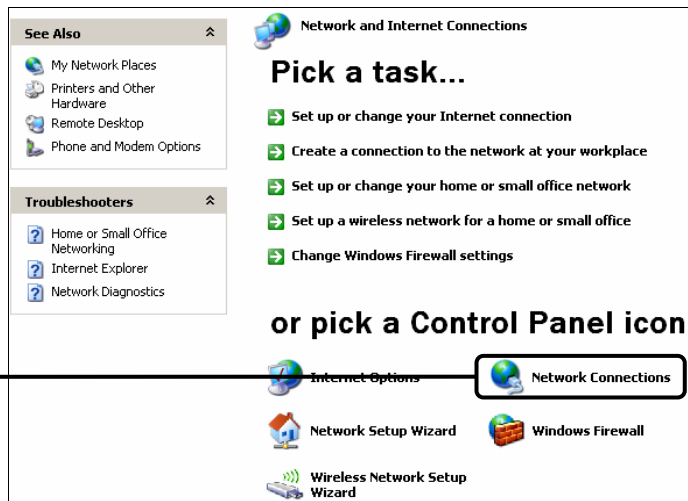 See Also
My Network Places
Printers and Other
Hardware
Remote Desktop
Phone and Modem Options
Troubleshooters
Home or Small Office
Networking
Internet Explorer
Network Diagnostics
Network and Internet Connections
Pick a task...
Set up or change your Internet connection
Create a connection to the network at your workplace
Set up or change your home or small office network
Set up a wireless network for a home or small office
Change Windows Firewall settings
or pick a Control Panel icon
Internet Options
Network Connections
Network Setup Wizard
Windows Firewall
Wireless Network Setup
Wizard